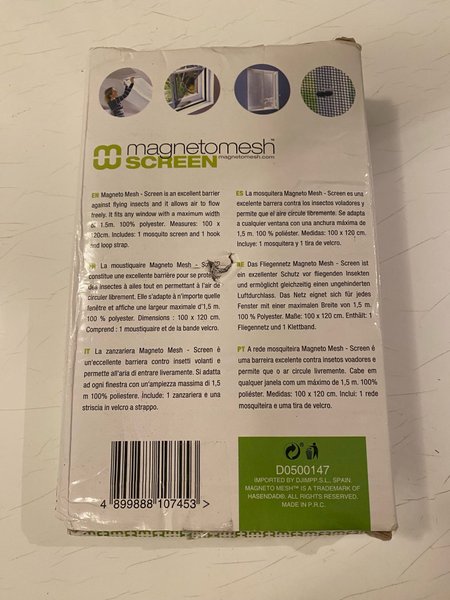 magnetomesh™
SCREEN magnetomesh.com
EN Magneto Mesh - Screen is an excellent barrier
against flying insects and it allows air to flow
freely. It fits any window with a maximum width
of 1.5m. 100% polyester. Measures: 100 x
120cm. Includes: 1 mosquito screen and 1 hook
and loop strap.
ES La mosquitera Magneto Mesh - Screen es una
excelente barrera contra los insectos voladores y
permite que el aire circule libremente. Se adapta
a cualquier ventana con una anchura máxima de
1,5 m. 100 % poliéster. Medidas: 100 x 120 cm.
Incluye: 1 mosquitera y 1 tira de velcro.
FR La moustiquaire Magneto Mesh - Screen
constitue une excellente barrière pour se protéger
des insectes à ailes tout en permettant à l'air de
circuler librement. Elle s'adapte à n'importe quelle
fenêtre et affiche une largeur maximale d'1,5 m.
100 % polyester. Dimensions : 100 x 120 cm.
Comprend : 1 moustiquaire et de la bande velcro.
DE Das Fliegennetz Magneto Mesh - Screen ist
ein exzellenter Schutz vor fliegenden Insekten
und ermöglicht gleichzeitig einen ungehinderten
Luftdurchlass. Das Netz eignet sich für jedes
Fenster mit einer maximalen Breite von 1,5 m.
100 % Polyester. Maße: 100 x 120 cm. Enthält: 1
Fliegennetz und 1 Klettband.
IT La zanzariera Magneto Mesh - Screen è
un'eccellente barriera contro insetti volanti e
permette all'aria di entrare liveramente. Si adatta
ad ogni finestra con un'ampiezza massima di 1,5
m 100% poliestere. Include: 1 zanzariera e una
striscia in velcro a strappo.
PT A rede mosquiteira Magneto Mesh - Screen
é uma barreira excelente contra insetos voadores e
permite que o ar circule livremente. Cabe em
qualquer janela com um máximo de 1,5 m. 100%
poliéster. Medidas: 100 x 120 cm. Inclui: 1 rede
mosquiteira e uma tira de velcro.
4 899888 107453 >
D0500147
IMPORTED BY DJIIMPP.S.L., SPAIN
MAGNETO MESH™ IS A TRADEMARK OF
HASENDAD®. ALL RIGHTS RESERVED.
MADE IN P.R.C.